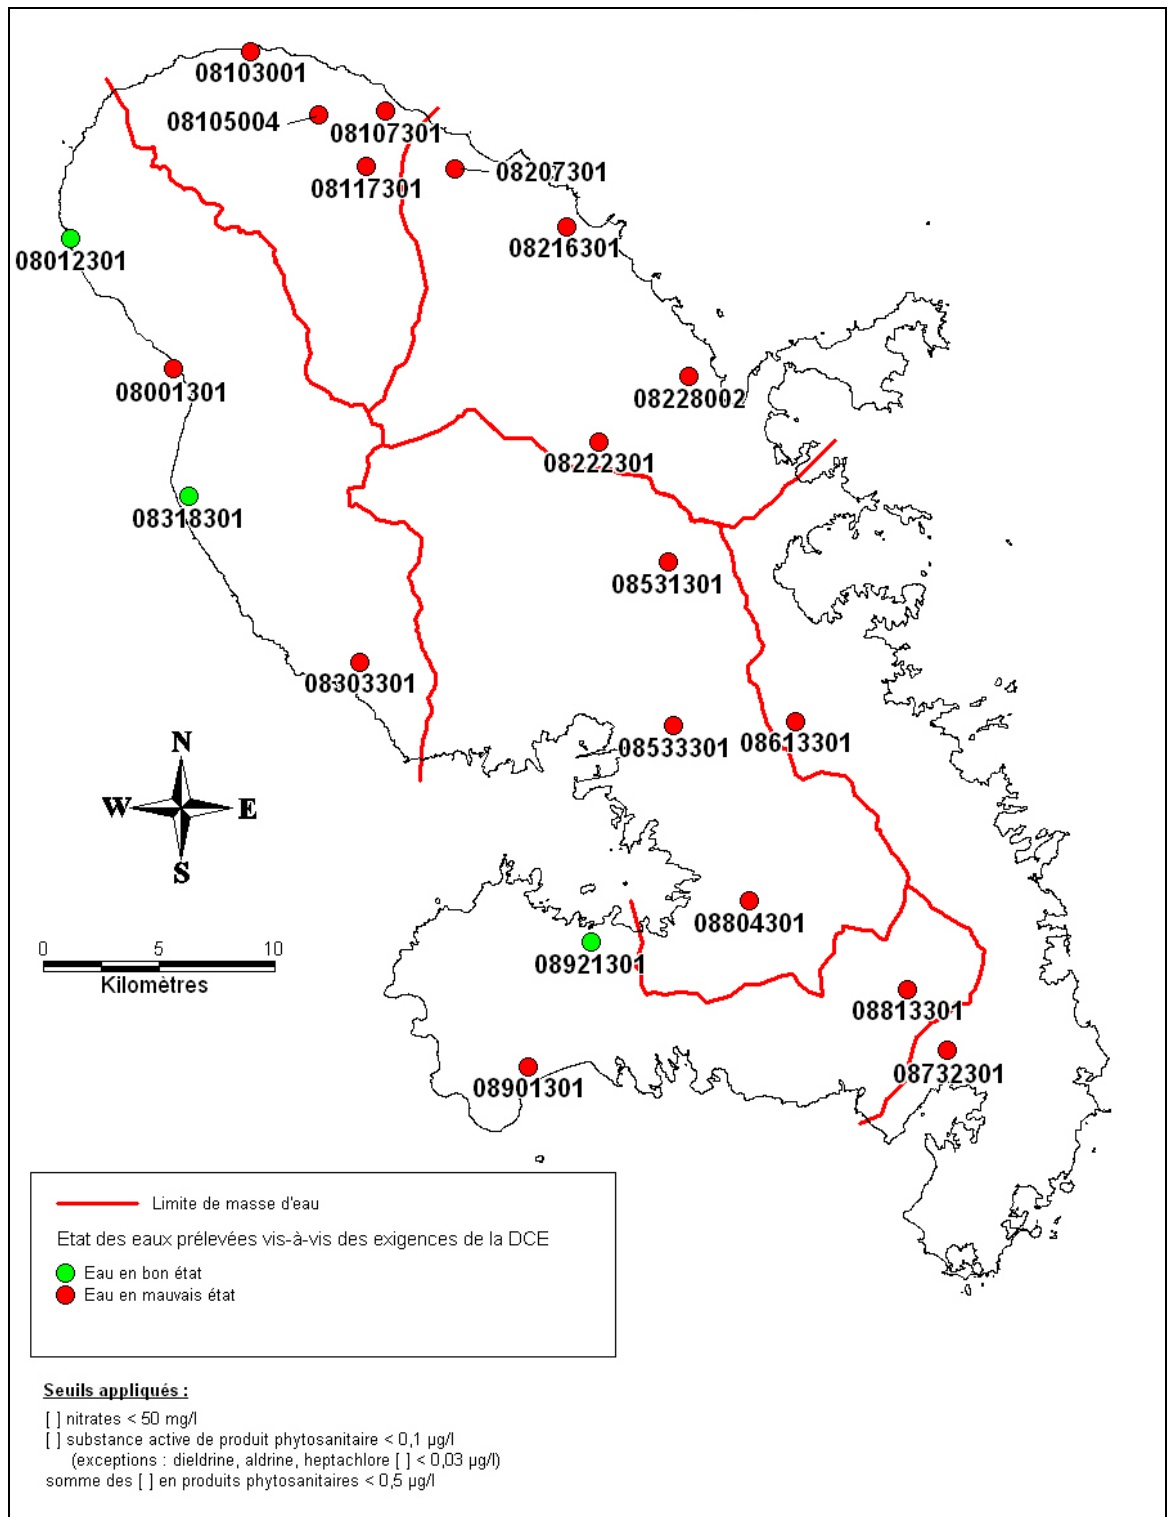 08103001
08105004
08107301
08117301
08207301
08216301
08012301
08001301
08228002
08222301
08318301
08531301
08303301
08533301
08613301
N
W
E
S
08804301
08921301
0 5 10
Kilomètres
08813301
08732301
08901301
Limite de masse d'eau
Etat des eaux prélevées vis-à-vis des exigences de la DCE
Eau en bon état
Eau en mauvais état
Seuils appliqués :
[ ] nitrates < 50 mg/l
[ ] substance active de produit phytosanitaire < 0,1 µg/l
(exceptions : dieldrine, aldrine, heptachlore [ ] < 0,03 µg/l)
somme des [ ] en produits phytosanitaires < 0,5 µg/l